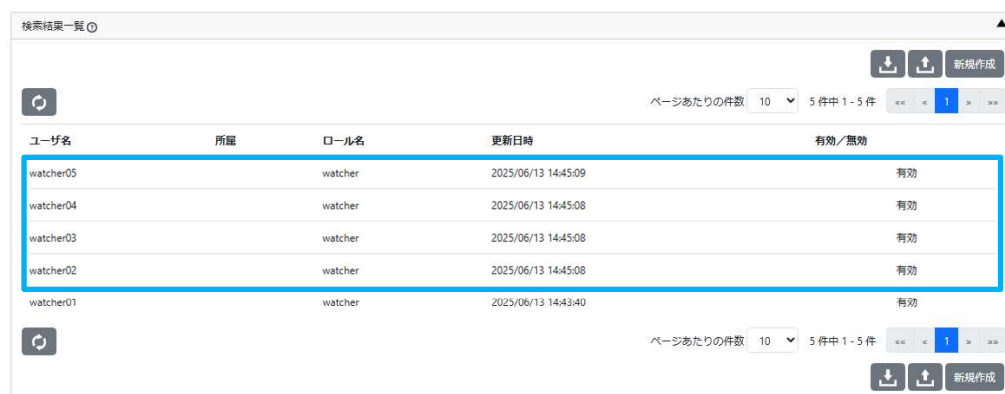 検索結果一覧
新規作成
ページあたりの件数 10 5 件中 1 - 5 件 «« « 1 » »»
ユーザ名 所属 ロール名 更新日時 有効／無効
watcher05 watcher 2025/06/13 14:45:09 有効
watcher04 watcher 2025/06/13 14:45:08 有効
watcher03 watcher 2025/06/13 14:45:08 有効
watcher02 watcher 2025/06/13 14:45:08 有効
watcher01 watcher 2025/06/13 14:43:40 有効
ページあたりの件数 10 5 件中 1 - 5 件 «« « 1 » »»
新規作成